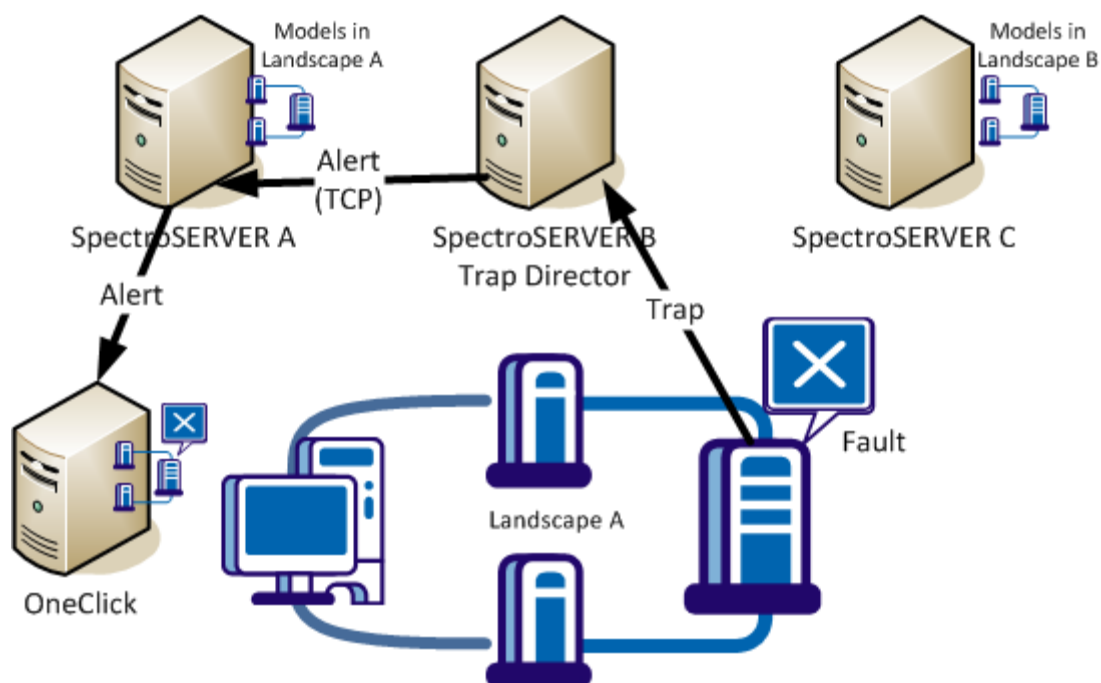 Models in
Landscape A
Models in
Landscape B
Alert
(TCP)
SpectroSERVER A
SpectroSERVER B
Trap Director
SpectroSERVER C
Alert
Trap
Fault
Landscape A
OneClick